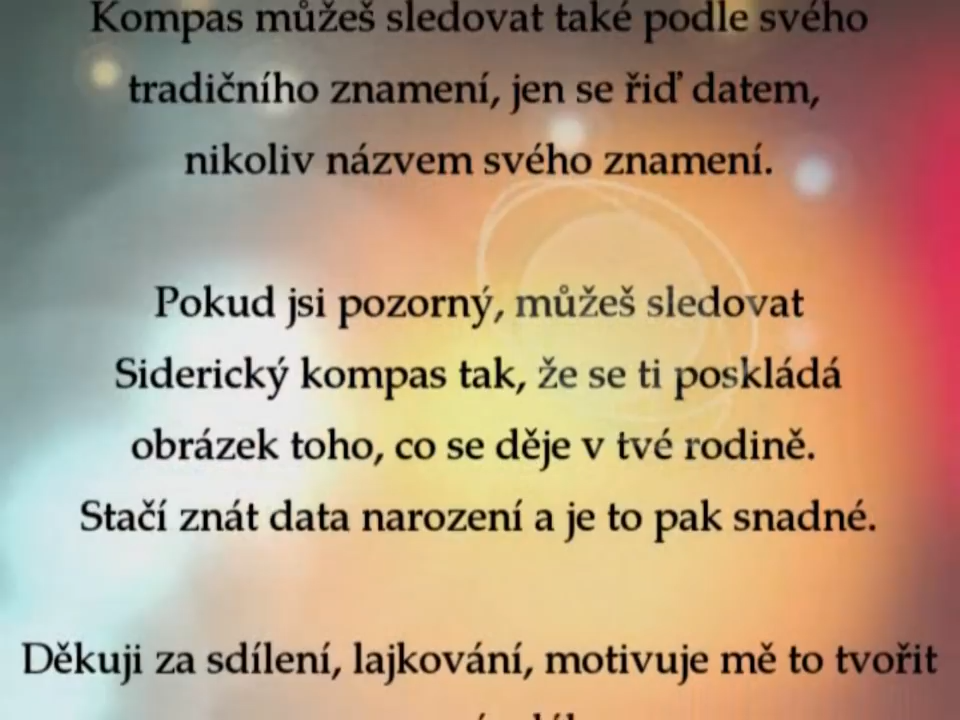 Kompas můžeš sledovat také podle svého
tradičního znamení, jen se řiď datem,
nikoliv názvem svého znamení.
Pokud jsi pozorný, můžeš sledovat
Siderický kompas tak, že se ti poskládá
obrázek toho, co se děje v tvé rodině.
Stačí znát data narození a je to pak snadné.
Děkuji za sdílení, lajkování, motivuje mě to tvořit